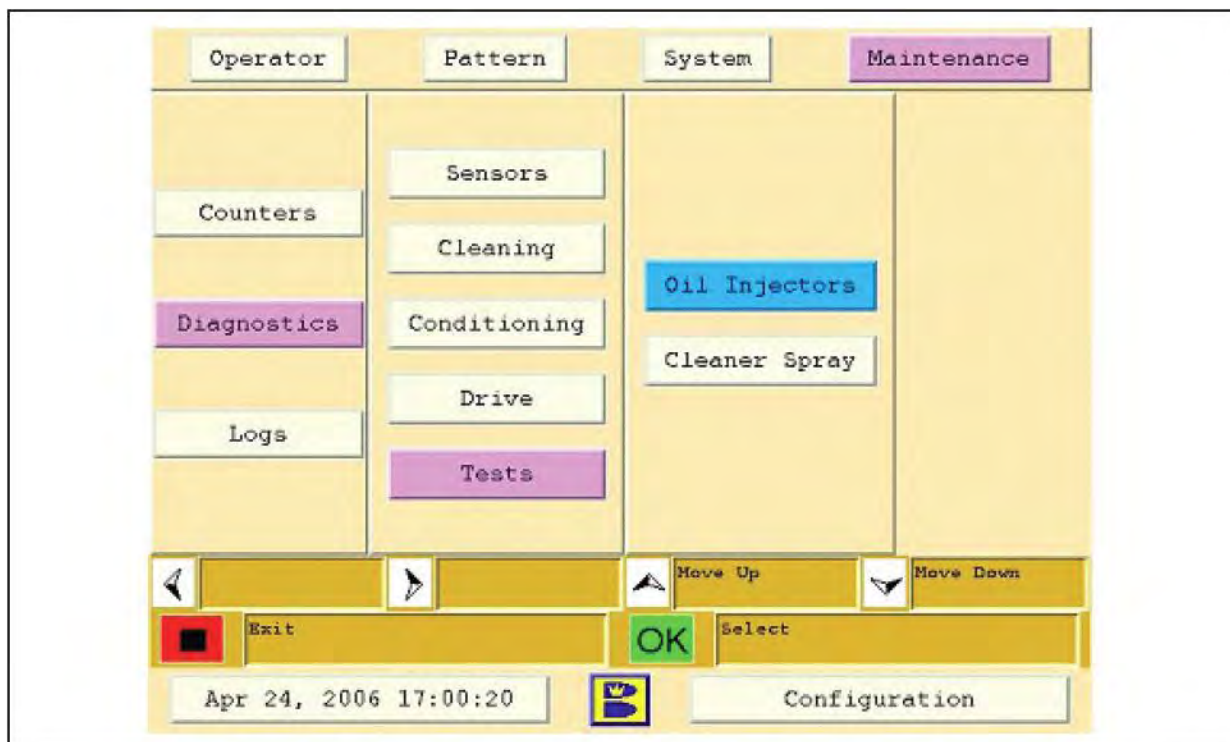 Operator Pattern System Maintenance
Counters
Diagnostics
Logs
Sensors
Cleaning
Conditioning
Drive
Tests
Oil Injectors
Cleaner Spray
Move Up Move Down
Exit OK Select
Apr 24, 2006 17:00:20 Configuration